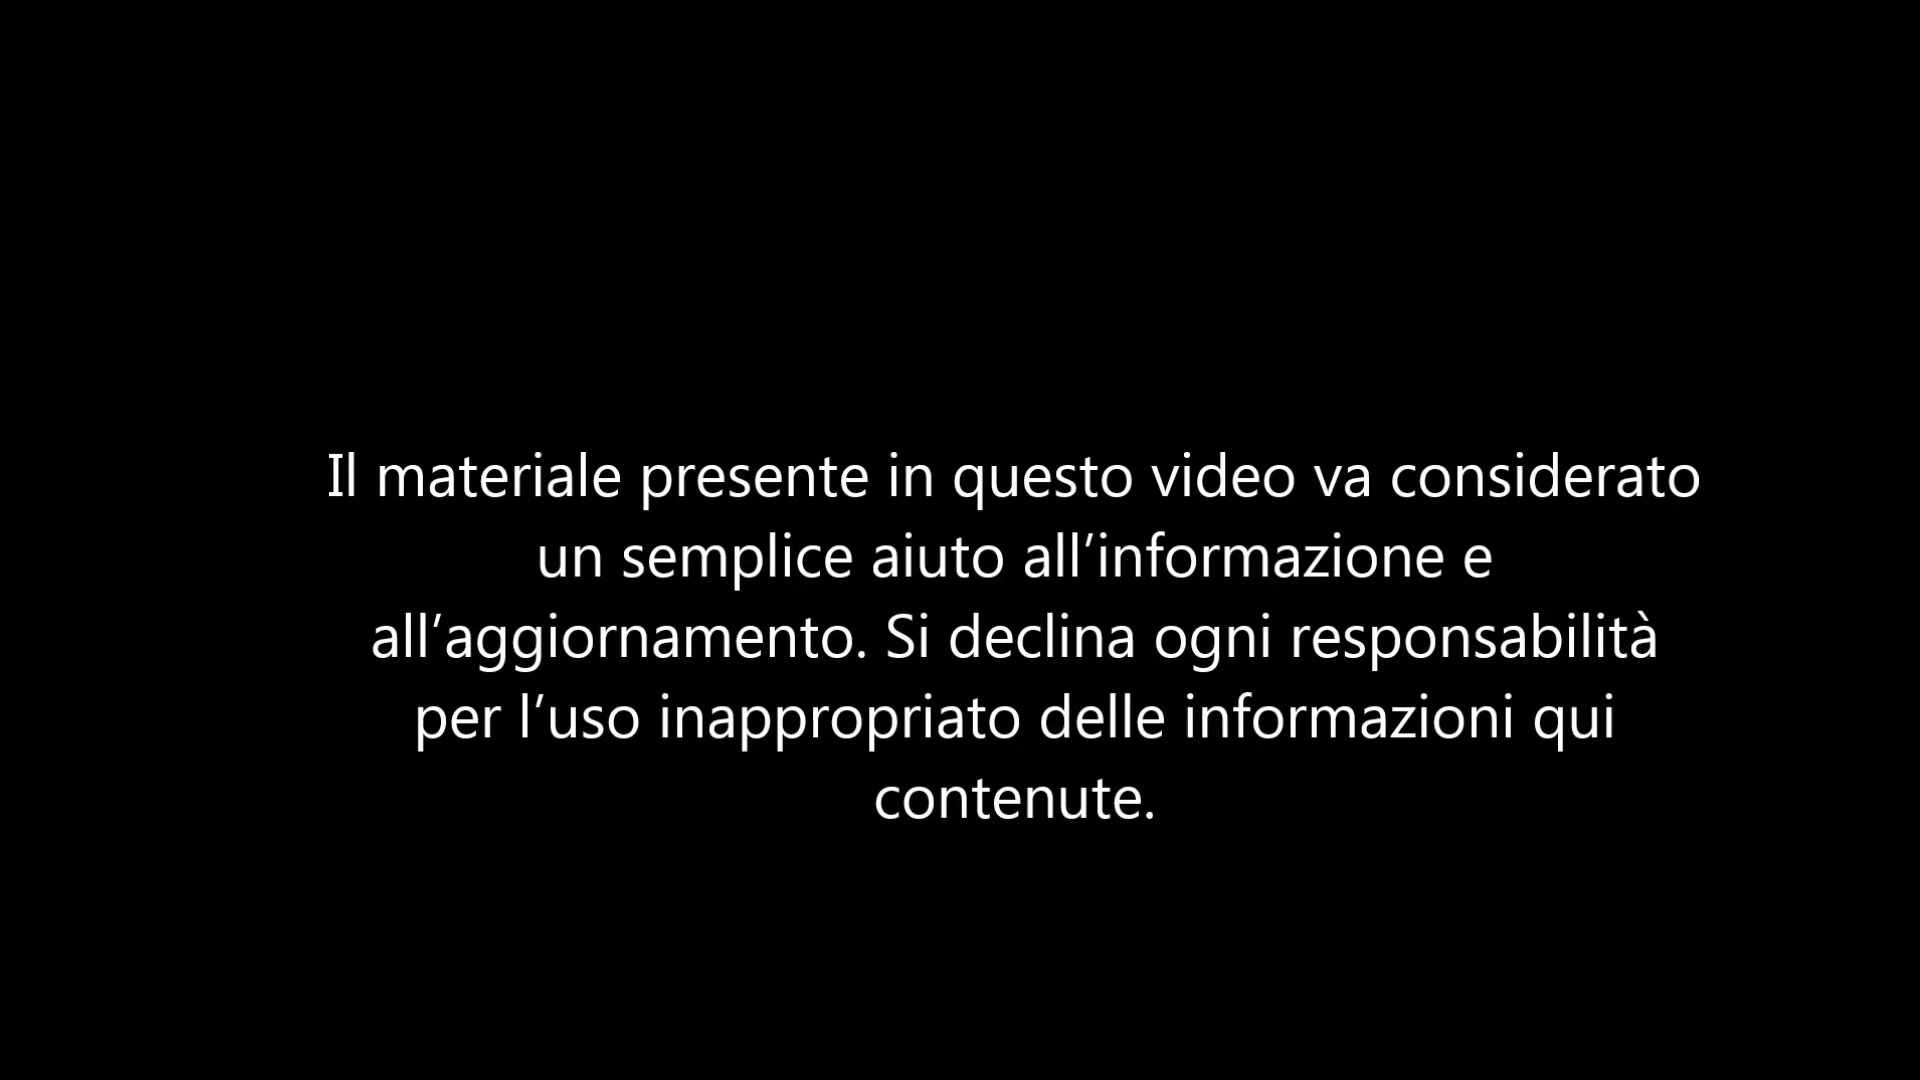 Il materiale presente in questo video va considerato
un semplice aiuto all’informazione e
all’aggiornamento. Si declina ogni responsabilità
per l’uso inappropriato delle informazioni qui
contenute.